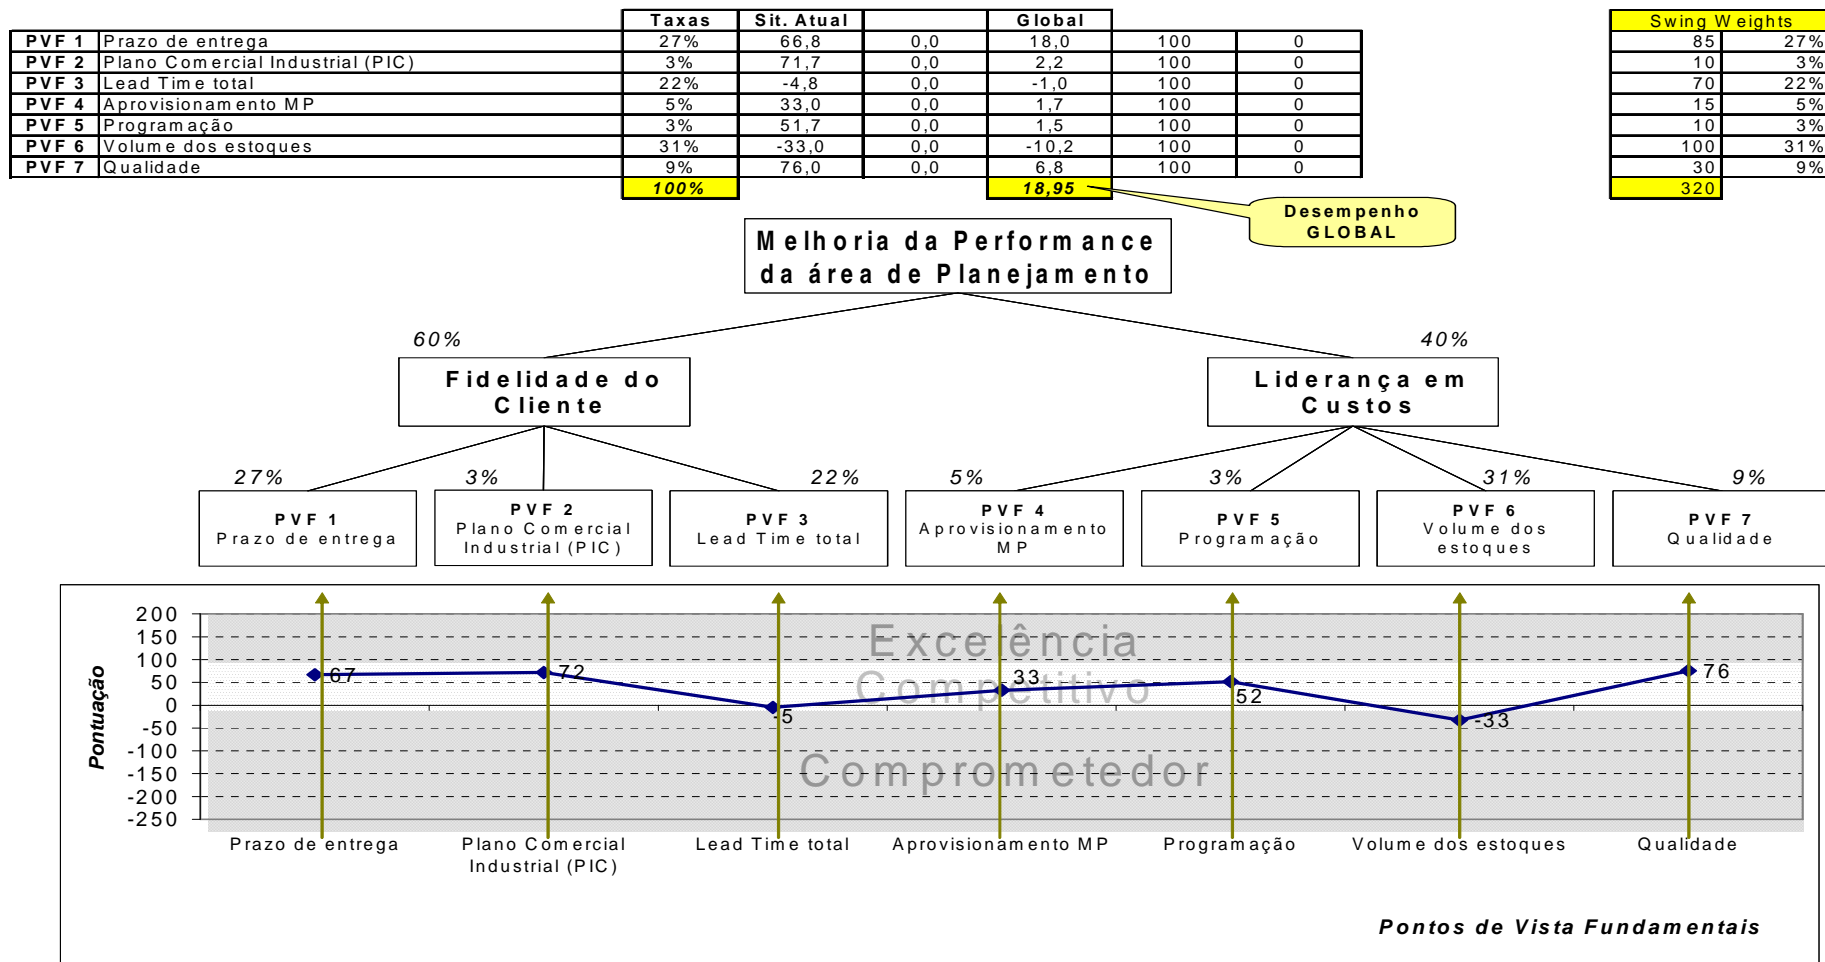 Taxas Sit. Atual Global
PVF 1 Prazo de entrega 27% 66,8 0,0 18,0 100 0
PVF 2 Plano Comercial Industrial (PIC) 3% 71,7 0,0 2,2 100 0
PVF 3 Lead Time total 22% -4,8 0,0 -1,0 100 0
PVF 4 Aprovisionamento MP 5% 33,0 0,0 1,7 100 0
PVF 5 Programação 3% 51,7 0,0 1,5 100 0
PVF 6 Volume dos estoques 31% -33,0 0,0 -10,2 100 0
PVF 7 Qualidade 9% 76,0 0,0 6,8 100 0
100% 18,95
Swing Weights
85 27%
10 3%
70 22%
15 5%
10 3%
100 31%
30 9%
320
Desempenho
GLOBAL
Melhoria da Performance
da área de Planejamento
60% 40%
Fidelidade do
Cliente
Liderança em
Custos
27% 3% 22% 5% 3% 31% 9%
PVF 1
Prazo de entrega
PVF 2
Plano Comercial
Industrial (PIC)
PVF 3
Lead Time total
PVF 4
Aprovisionamento
MP
PVF 5
Programação
PVF 6
Volume dos
estoques
PVF 7
Qualidade
Pontuação
200
150
100
50
0
-50
-100
-150
-200
-250
Excelência
Competitivo
Comprometedor
67
72
-5
33
52
-33
76
Prazo de entrega
Plano Comercial
Industrial (PIC)
Lead Time total
Aprovisionamento MP
Programação
Volume dos estoques
Qualidade
Pontos de Vista Fundamentais